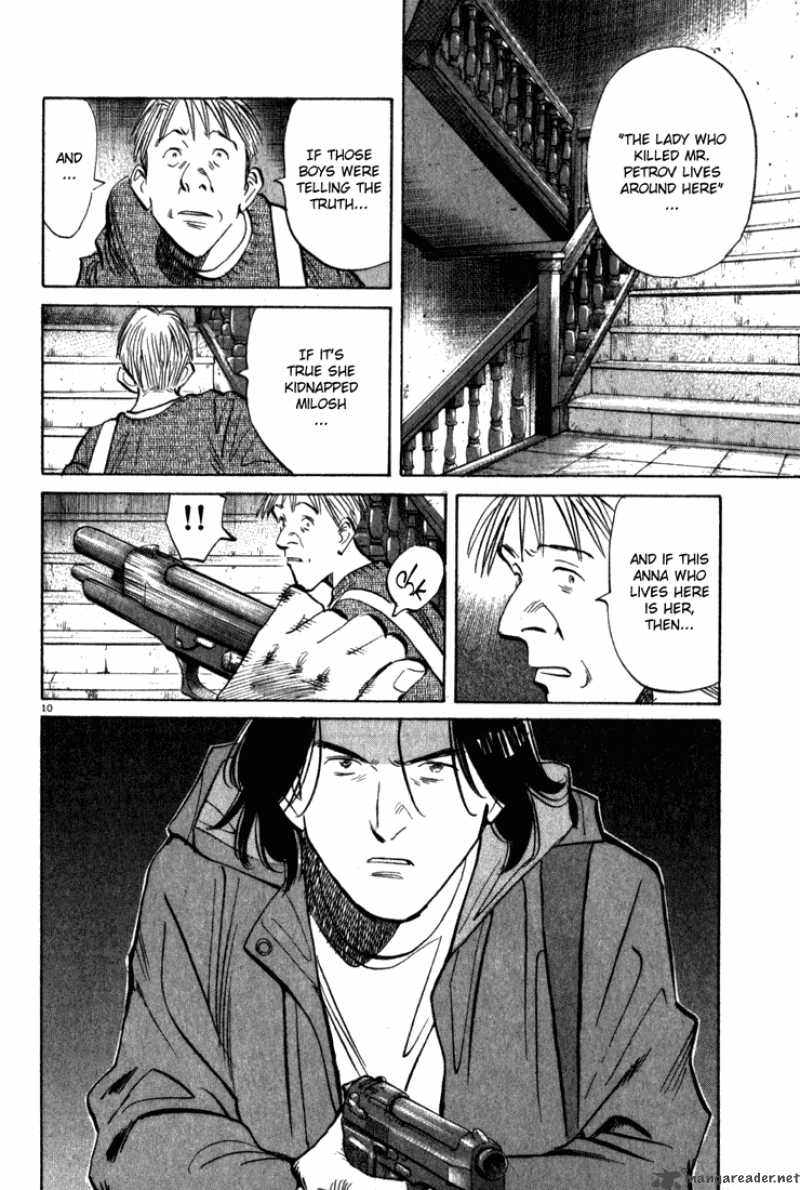 "THE LADY WHO
KILLED MR.
PETROV LIVES
AROUND HERE"
...
IF THOSE
BOYS WERE
TELLING THE
TRUTH...
AND
...
IF IT'S
TRUE SHE
KIDNAPPED
MILOSH
...
AND IF THIS
ANNA WHO
LIVES HERE
IS HER,
THEN...
chk
!!
10
mangareader.net